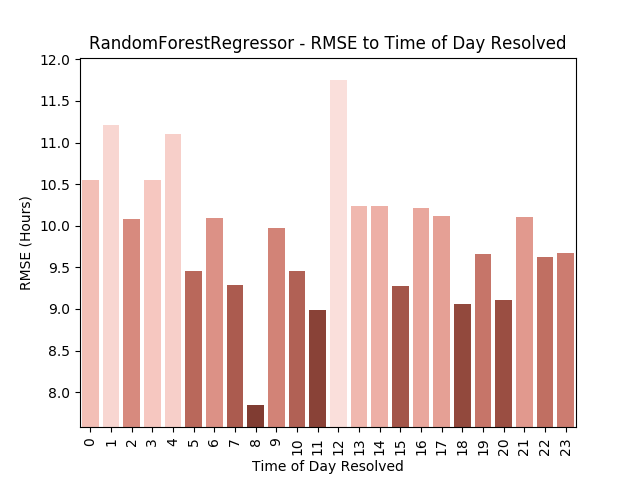 RandomForestRegressor - RMSE to Time of Day Resolved
12.0
11.5
11.0
10.5
10.0
9.5
9.0
8.5
8.0
RMSE (Hours)
0 1 2 3 4 5 6 7 8 9 10 11 12 13 14 15 16 17 18 19 20 21 22 23
Time of Day Resolved